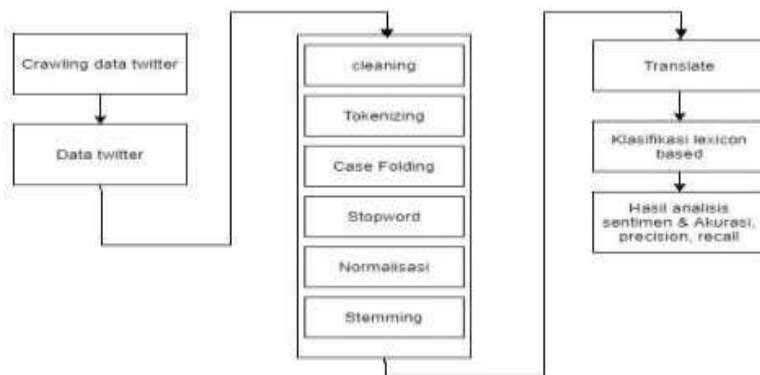 Crawling data twitter
Data twitter
cleaning
Tokenizing
Case Folding
Stopword
Normalisasi
Stemming
Translate
Klasifikasi lexicon
based
Hasil analisis
sentimen & Akurasi,
precision, recall